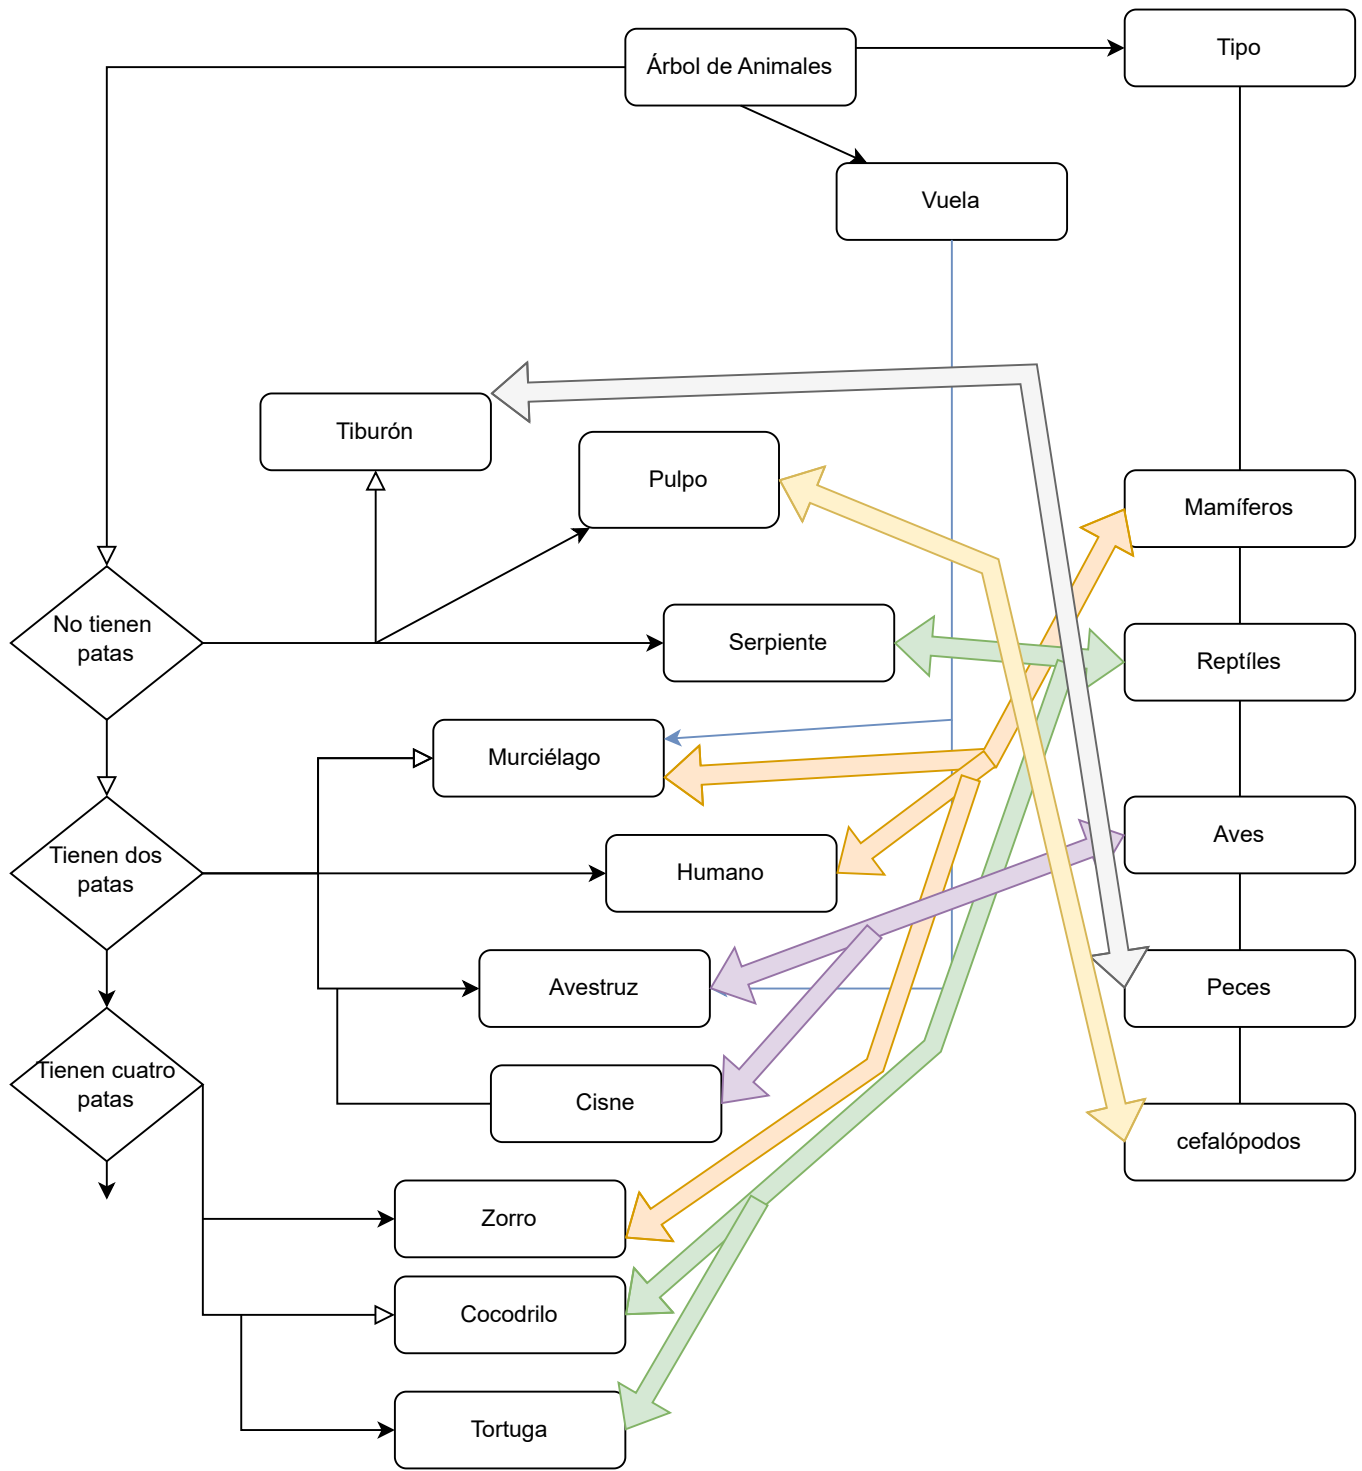 Árbol de Animales
Tipo
Vuela
Tiburón
Pulpo
Mamíferos
No tienen
patas
Serpiente
Reptíles
Murciélago
Tienen dos
patas
Humano
Aves
Avestruz
Peces
Tienen cuatro
patas
Cisne
cefalópodos
Zorro
Cocodrilo
Tortuga